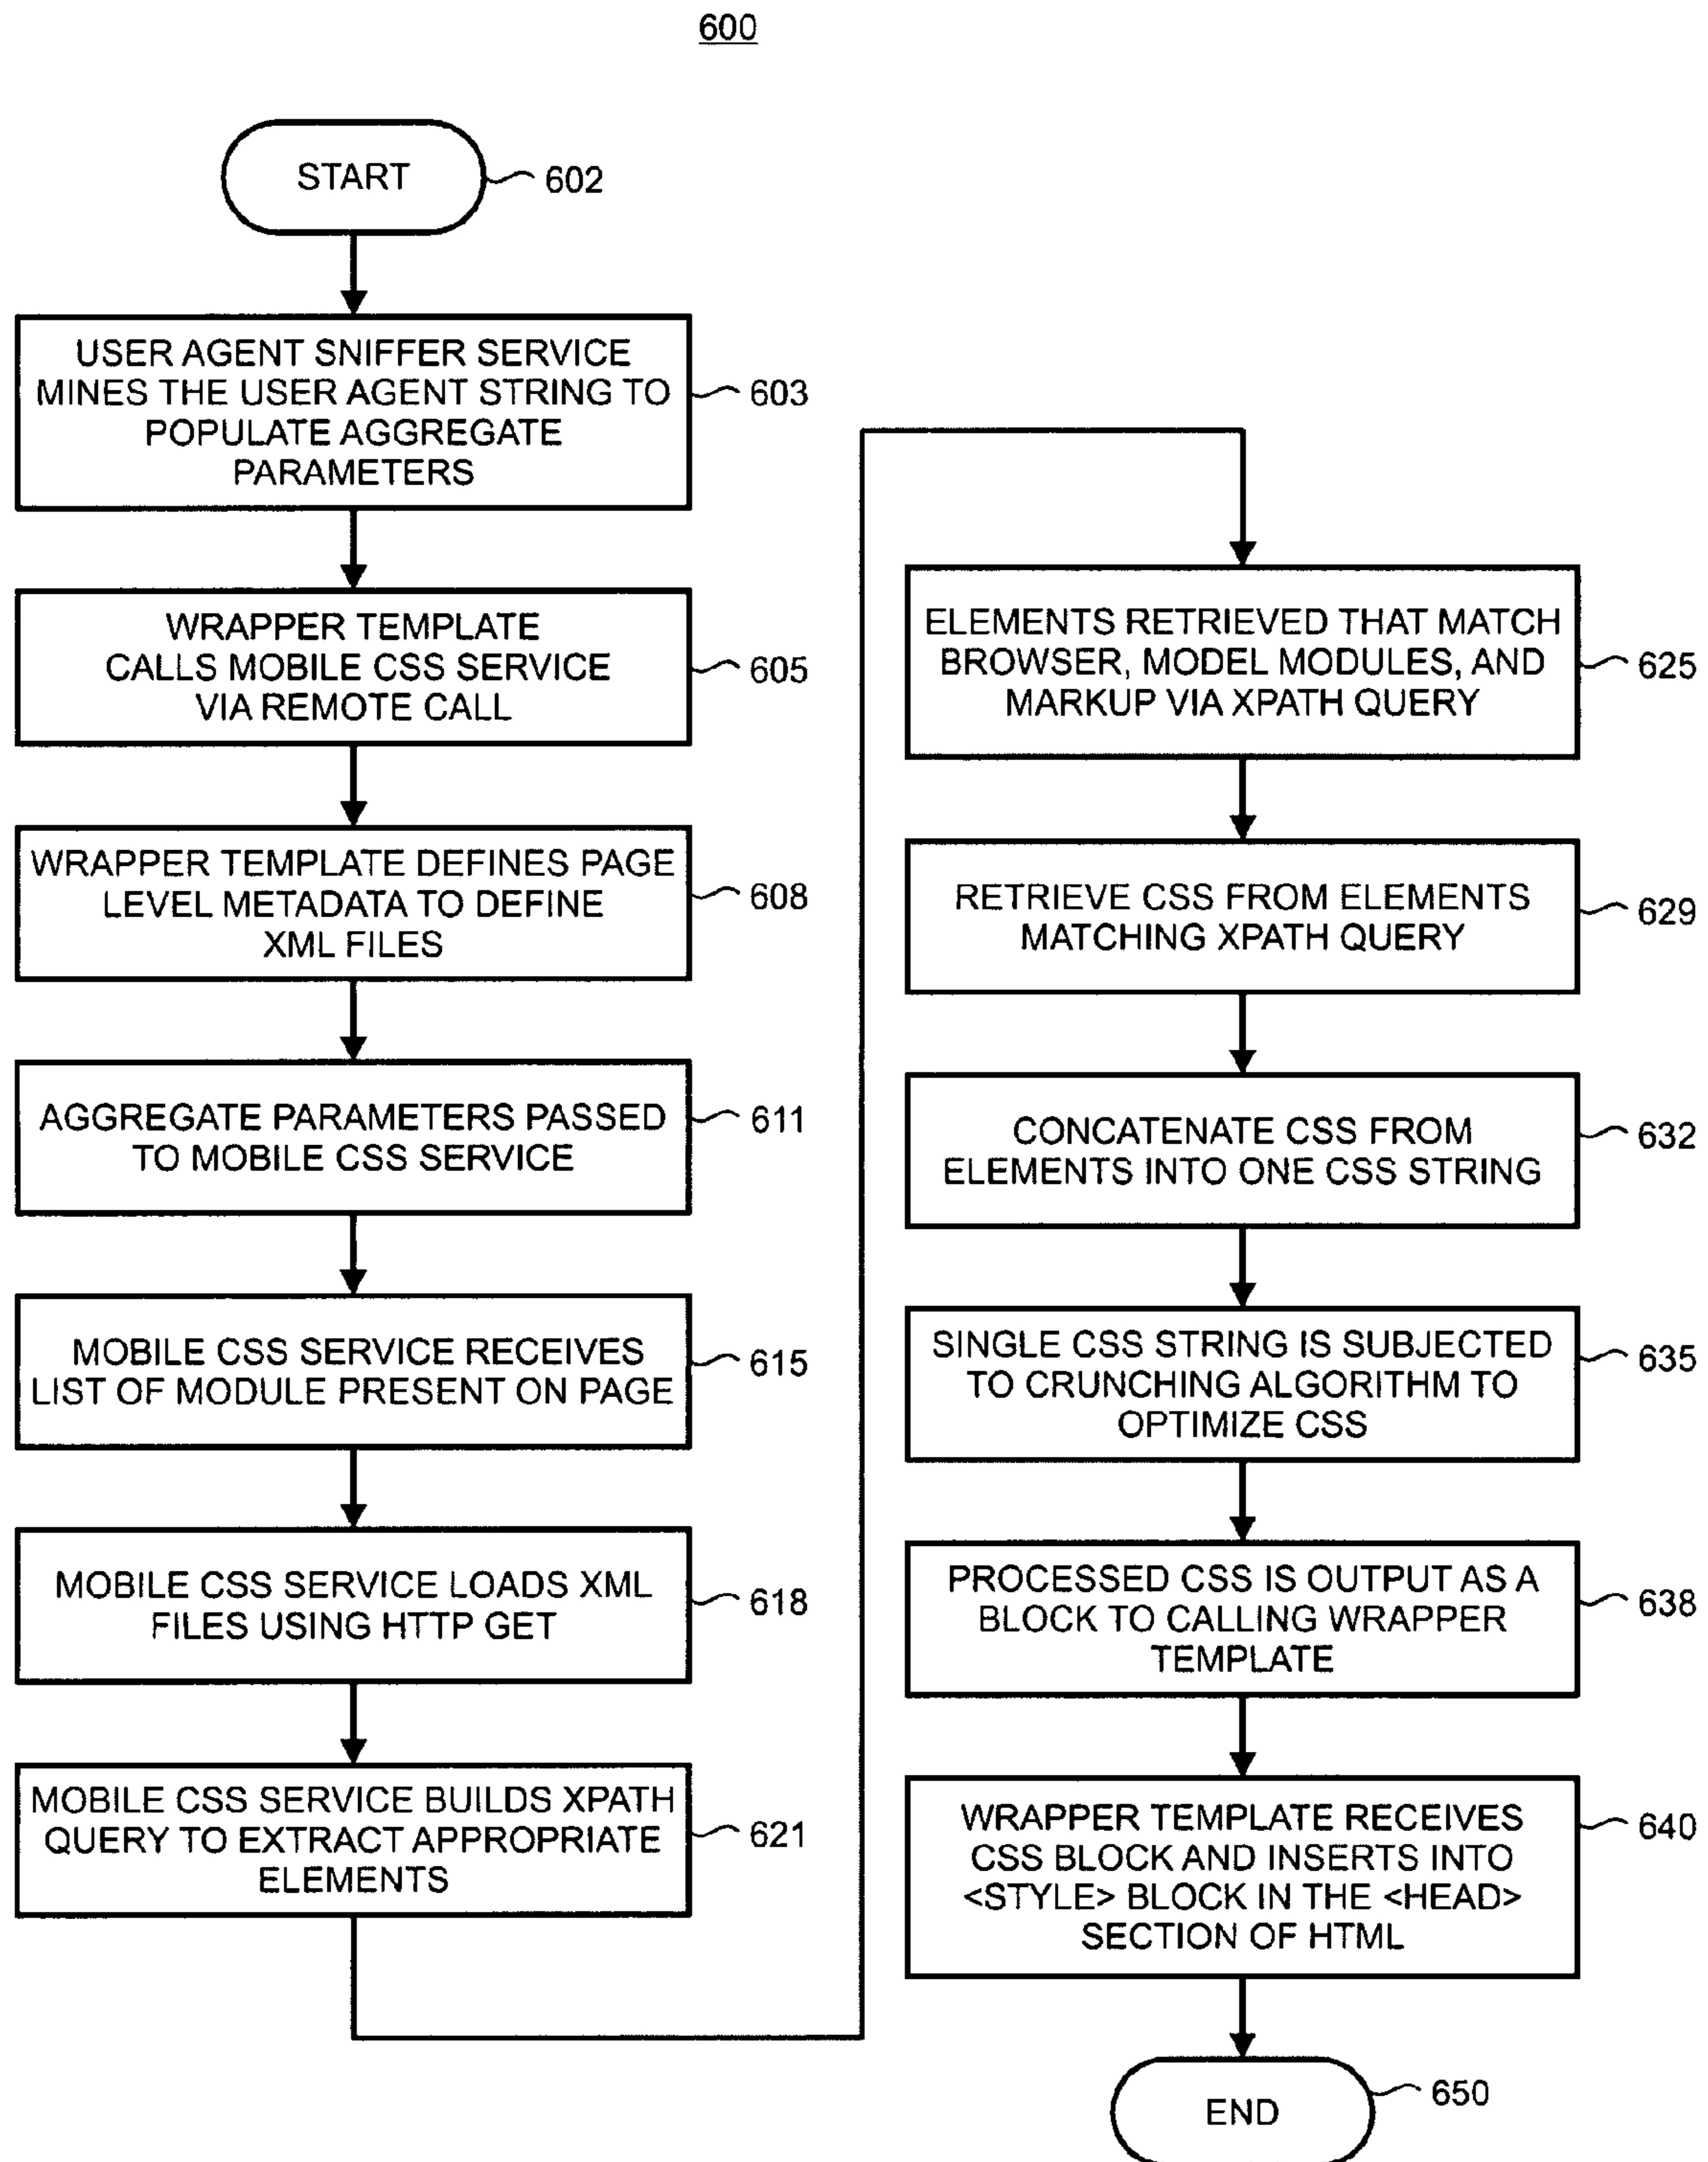 600
START
602
USER AGENT SNIFFER SERVICE
MINES THE USER AGENT STRING TO
POPULATE AGGREGATE
PARAMETERS
603
WRAPPER TEMPLATE
CALLS MOBILE CSS SERVICE
VIA REMOTE CALL
605
WRAPPER TEMPLATE DEFINES PAGE
LEVEL METADATA TO DEFINE
XML FILES
608
AGGREGATE PARAMETERS PASSED
TO MOBILE CSS SERVICE
611
MOBILE CSS SERVICE RECEIVES
LIST OF MODULE PRESENT ON PAGE
615
MOBILE CSS SERVICE LOADS XML
FILES USING HTTP GET
618
MOBILE CSS SERVICE BUILDS XPATH
QUERY TO EXTRACT APPROPRIATE
ELEMENTS
621
ELEMENTS RETRIEVED THAT MATCH
BROWSER, MODEL MODULES, AND
MARKUP VIA XPATH QUERY
625
RETRIEVE CSS FROM ELEMENTS
MATCHING XPATH QUERY
629
CONCATENATE CSS FROM
ELEMENTS INTO ONE CSS STRING
632
SINGLE CSS STRING IS SUBJECTED
TO CRUNCHING ALGORITHM TO
OPTIMIZE CSS
635
PROCESSED CSS IS OUTPUT AS A
BLOCK TO CALLING WRAPPER
TEMPLATE
638
WRAPPER TEMPLATE RECEIVES
CSS BLOCK AND INSERTS INTO
<STYLE> BLOCK IN THE <HEAD>
SECTION OF HTML
640
END
650